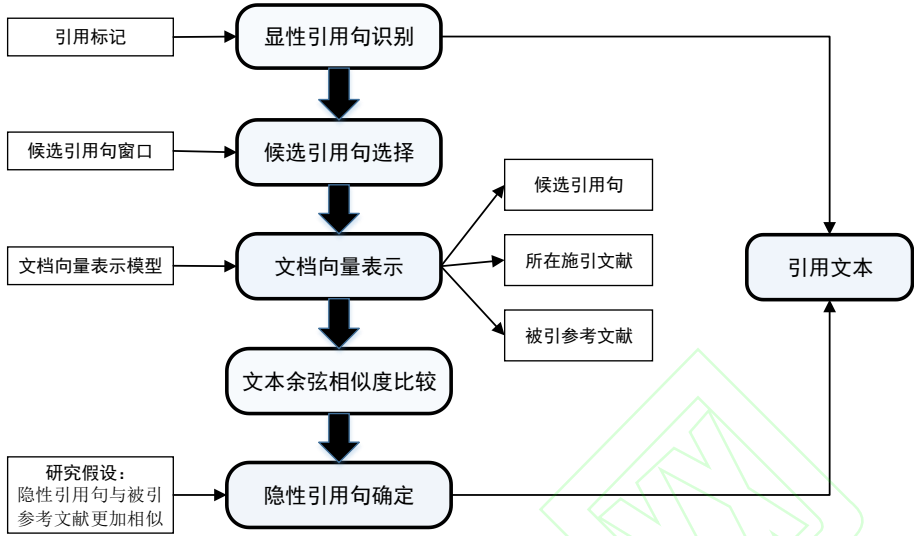 引用标记
显性引用句识别
候选引用句窗口
候选引用句选择
候选引用句
文档向量表示模型
文档向量表示
所在施引文献
引用文本
被引参考文献
文本余弦相似度比较
研究假设：
隐性引用句与被引
参考文献更加相似
隐性引用句确定